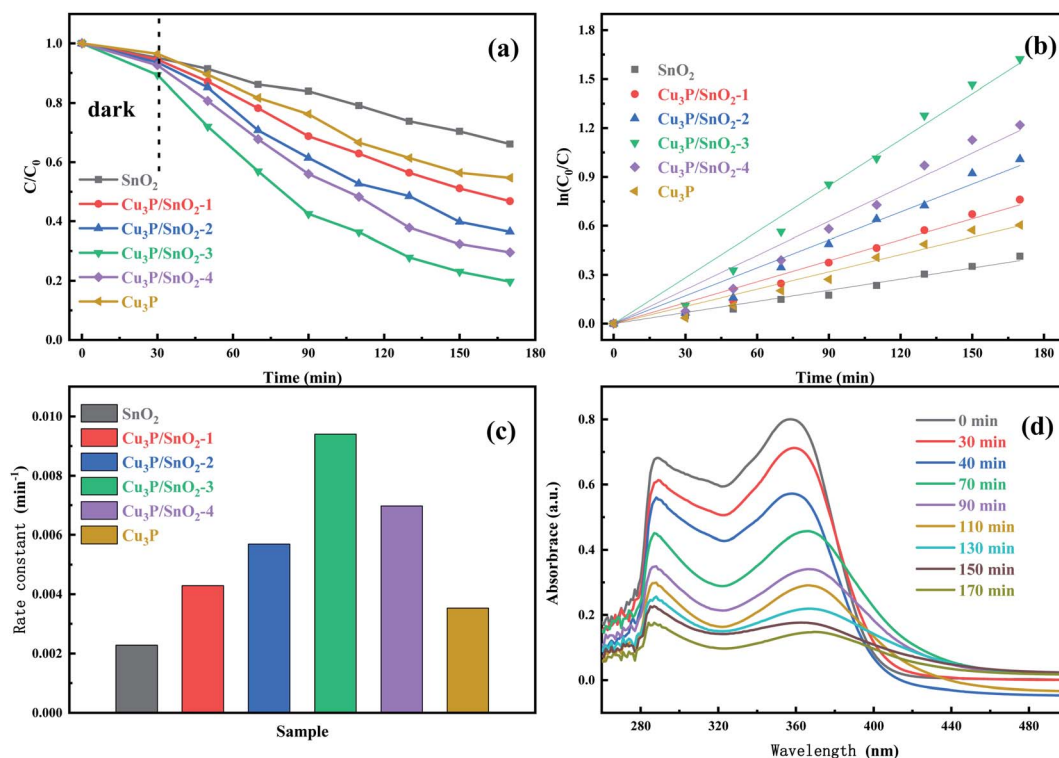 (a)
dark
SnO₂
Cu₃P/SnO₂-1
Cu₃P/SnO₂-2
Cu₃P/SnO₂-3
Cu₃P/SnO₂-4
Cu₃P
C/C₀
1.0
0.8
0.6
0.4
0.2
0.0
0 30 60 90 120 150 180
Time (min)
(b)
SnO₂
Cu₃P/SnO₂-1
Cu₃P/SnO₂-2
Cu₃P/SnO₂-3
Cu₃P/SnO₂-4
Cu₃P
ln(C₀/C)
1.8
1.5
1.2
0.9
0.6
0.3
0.0
0 30 60 90 120 150 180
Time (min)
(c)
SnO₂
Cu₃P/SnO₂-1
Cu₃P/SnO₂-2
Cu₃P/SnO₂-3
Cu₃P/SnO₂-4
Cu₃P
Rate constant (min⁻¹)
0.010
0.008
0.006
0.004
0.002
0.000
Sample
(d)
0 min
30 min
40 min
70 min
90 min
110 min
130 min
150 min
170 min
Absorbrace (a.u.)
0.8
0.6
0.4
0.2
0.0
280 320 360 400 440 480
Wavelength (nm)